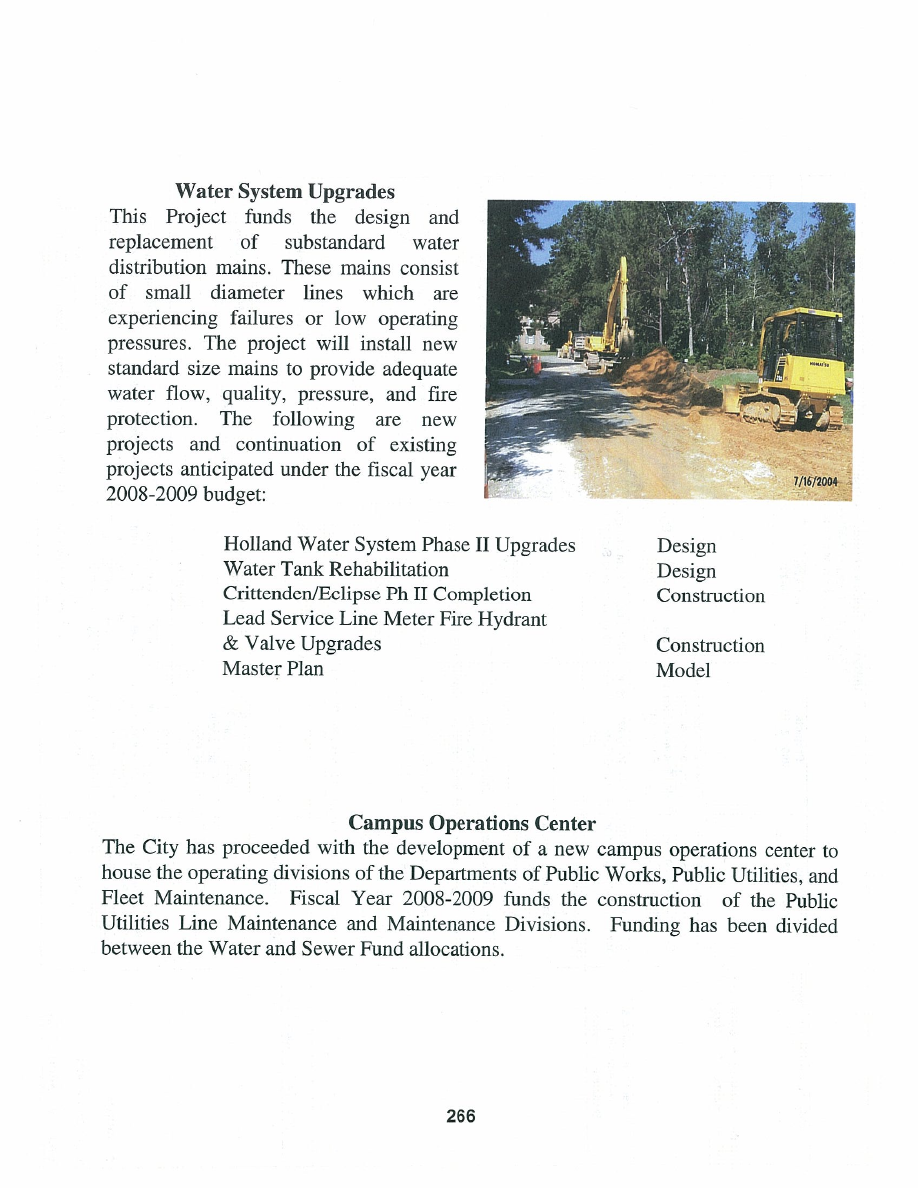 Water System Upgrades
This Project funds the design and
replacement of substandard water
distribution mains. These mains consist
of small diameter lines which are
experiencing failures or low operating
pressures. The project will install new
standard size mains to provide adequate
water flow, quality, pressure, and fire
protection. The following are new
projects and continuation of existing
projects anticipated under the fiscal year
2008-2009 budget:
KOMATSU
7/16/2004
Holland Water System Phase II Upgrades Design
Water Tank Rehabilitation Design
Crittenden/Eclipse Ph II Completion Construction
Lead Service Line Meter Fire Hydrant
& Valve Upgrades Construction
Master Plan Model
Campus Operations Center
The City has proceeded with the development of a new campus operations center to
house the operating divisions of the Departments of Public Works, Public Utilities, and
Fleet Maintenance. Fiscal Year 2008-2009 funds the construction of the Public
Utilities Line Maintenance and Maintenance Divisions. Funding has been divided
between the Water and Sewer Fund allocations.
266